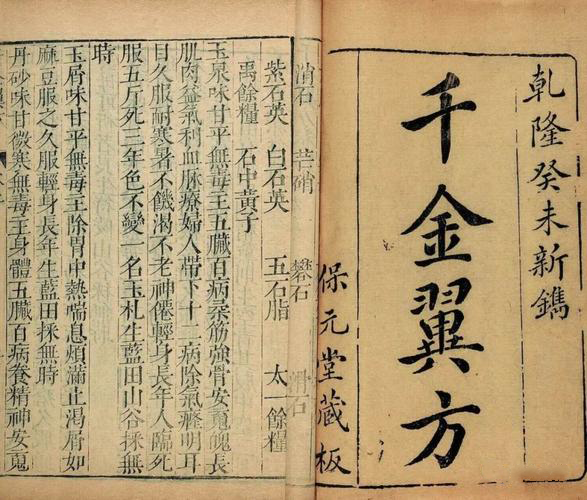 乾隆癸未新鐫
千金翼方
保元堂藏板
消石　芒硝　礬石　滑石
紫石英　白石英　五石脂　太一餘糧
禹餘糧　石中黃子
玉泉味甘平無毒主五臟百病柔筋強骨安䰟魄長
肌肉益氣利血脉療婦人帶下十二病除氣癃明耳
目久服耐寒暑不饑渴不老神僊輕身長年人臨死
服五斤死三年色不變一名玉札生藍田山谷採無
時
玉屑味甘平無毒主除胃中熱喘息煩滿止渴屑如
麻豆服之久服輕身長年生藍田採無時
丹砂味甘微寒無毒主身體五臟百病養精神安䰟